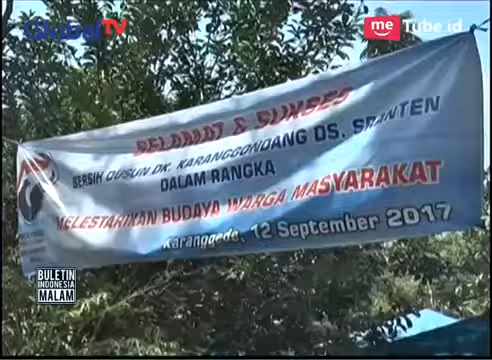 GlobalTV
me Tube.id
SELAMAT & SUKSES
BERSIH DUSUN DK. KARANGGONDANG DS. SRANTEN
DALAM RANGKA
MELESTARIKAN BUDAYA WARGA MASYARAKAT
Karanggede, 12 September 2017
BULETIN
INDONESIA
MALAM